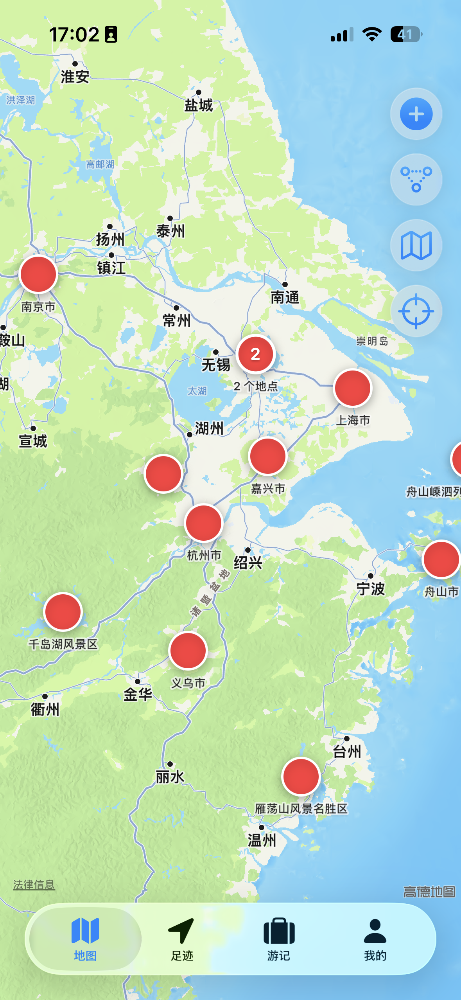 17:02
41
淮安
盐城
洪泽湖
高邮湖
泰州
扬州
镇江
南通
南京市
常州
鞍山
崇明岛
2
无锡
湖
2 个地点
太湖
上海市
湖州
宣城
嘉兴市
舟山嵊泗列
杭州市
绍兴
诸暨盆地
宁波
舟山市
千岛湖风景区
义乌市
金华
衢州
台州
丽水
雁荡山风景名胜区
温州
法律信息
高德地图
地图
足迹
游记
我的